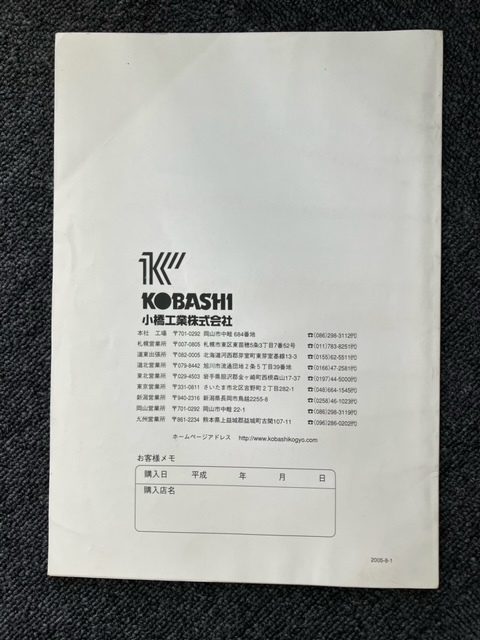 KOBASHI
小橋工業株式会社
本社 工場 〒701-0292 岡山市中畦 684番地 (086)298-3112㈹
札幌営業所 〒007-0805 札幌市東区東苗穂5条3丁目7番52号 (011)783-8251㈹
道東出張所 〒082-0005 北海道河西郡芽室町東芽室基線13-3 (0155)62-5511㈹
道北営業所 〒079-8442 旭川市流通団地2条5丁目39番地 (0166)47-2581㈹
東北営業所 〒029-4503 岩手県胆沢郡金ヶ崎町西根森山17-37 (0197)44-5000㈹
東京営業所 〒331-0811 さいたま市北区吉野町2丁目282-1 (048)664-1545㈹
新潟営業所 〒940-2316 新潟県長岡市鳥越2255-8 (0258)46-1023㈹
岡山営業所 〒701-0292 岡山市中畦 22-1 (086)298-3119㈹
九州営業所 〒861-2234 熊本県上益城郡益城町古閑107-11 (096)286-0202㈹
ホームページアドレス http://www.kobashikogyo.com
お客様メモ
購入日 平成 年 月 日
購入店名
2005-8-1